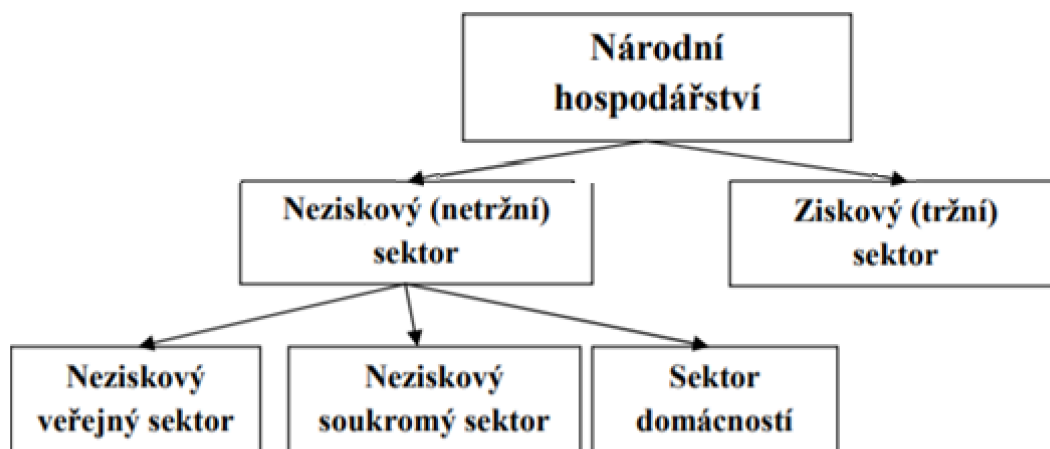 Národní
hospodářství
Neziskový (netržní)
sektor
Ziskový (tržní)
sektor
Neziskový
veřejný sektor
Neziskový
soukromý sektor
Sektor
domácností